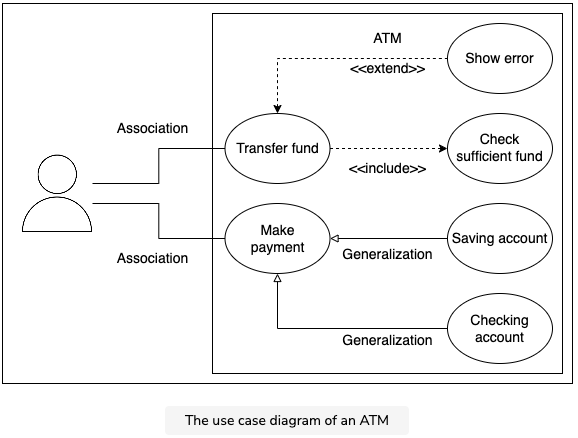 ATM
Show error
<<extend>>
Association
Transfer fund
Check
sufficient fund
<<include>>
Make
payment
Saving account
Association
Generalization
Checking
account
Generalization
The use case diagram of an ATM